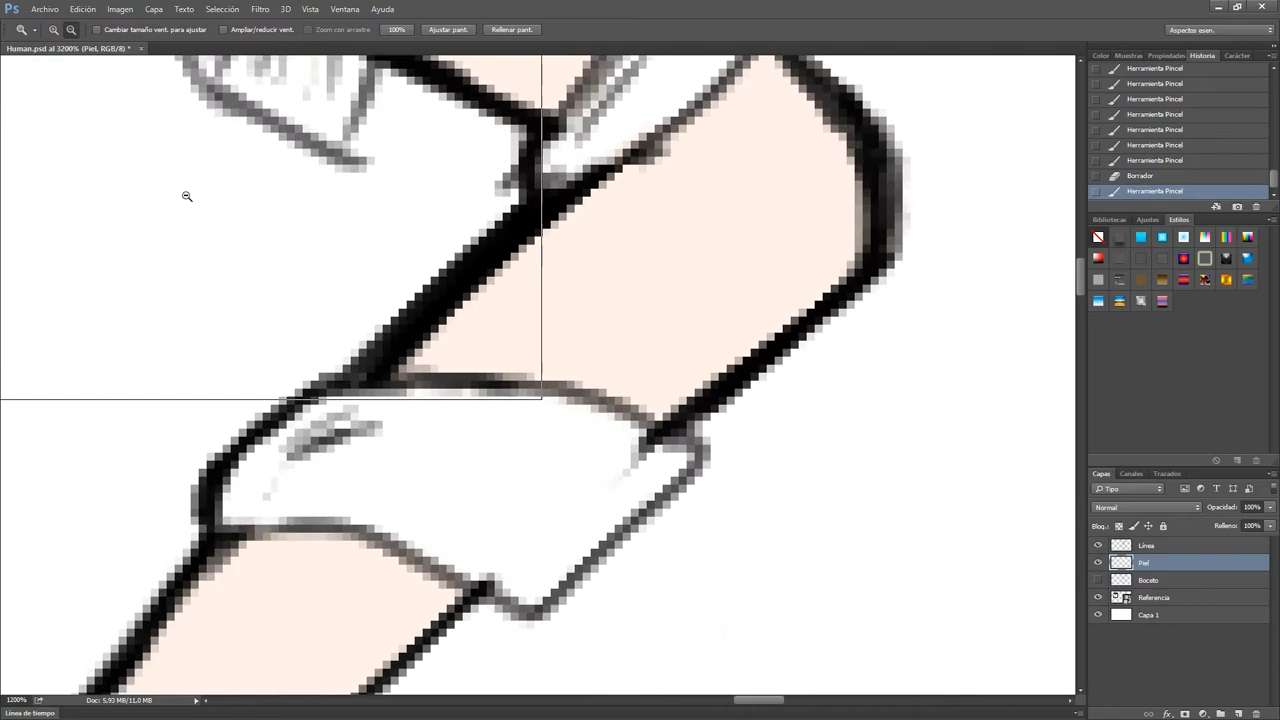 Ps Archivo Edición Imagen Capa Texto Selección Filtro 3D Vista Ventana Ayuda
Cambiar tamaño vent. para ajustar Ampliar/reducir vent. Zoom con arrastre 100% Ajustar pant. Rellenar pant. Aspectos esen.
Human.psd al 3200% (Piel, RGB/8) * ×
Color Muestras Propiedades Historia Carácter
Herramienta Pincel
Herramienta Pincel
Herramienta Pincel
Herramienta Pincel
Herramienta Pincel
Herramienta Pincel
Herramienta Pincel
Borrador
Herramienta Pincel
Bibliotecas Ajustes Estilos
Capas Canales Trazados
Tipo
Normal Opacidad: 100%
Bloq.: Relleno: 100%
Línea
Piel
Boceto
Referencia
Capa 1
fx
1200% Doc: 5,93 MB/11,0 MB
Línea de tiempo